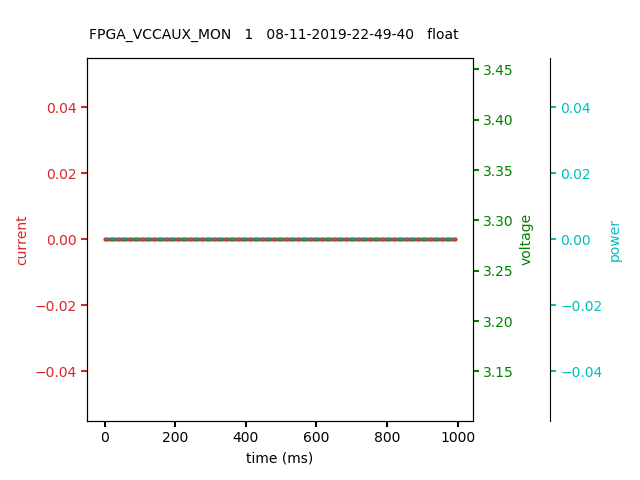 FPGA_VCCAUX_MON 1 08-11-2019-22-49-40 float
0.04
0.02
0.00
−0.02
−0.04
current
3.45
3.40
3.35
3.30
3.25
3.20
3.15
voltage
0.04
0.02
0.00
−0.02
−0.04
power
0 200 400 600 800 1000
time (ms)